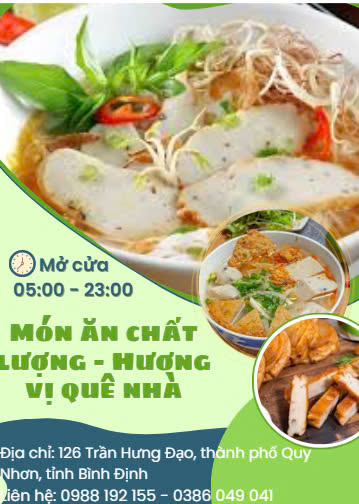 Mở cửa
05:00 - 23:00
Món ăn chất
lượng - Hương
vị quê nhà
Địa chỉ: 126 Trần Hưng Đạo, thành phố Quy
Nhơn, tỉnh Bình Định
Liên hệ: 0988 192 155 - 0386 049 041